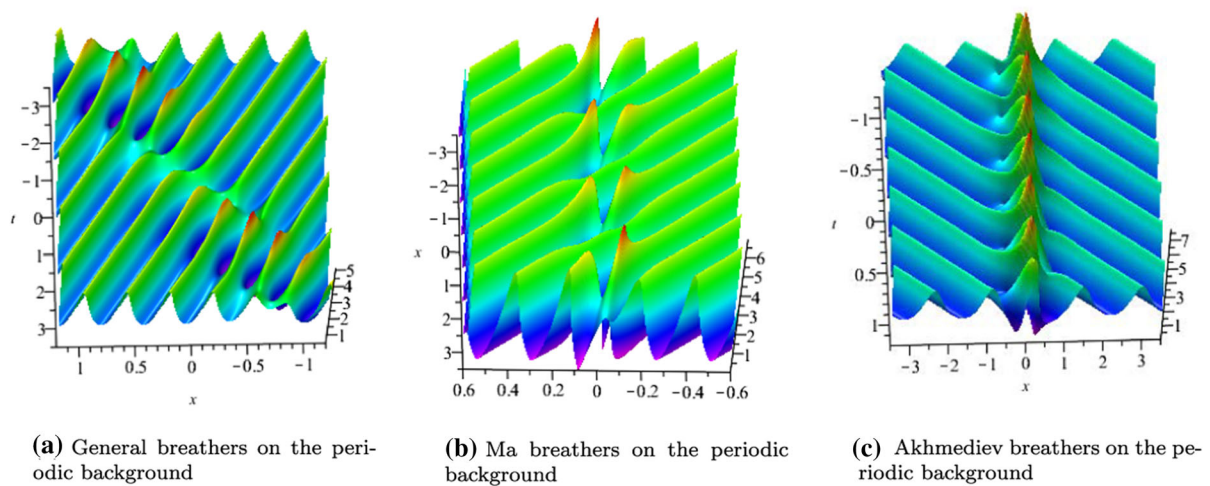 -3
-2
-1
0
1
2
3
t
1 0.5 0 -0.5 -1
x
5
4
3
2
1
-3
-2
-1
0
1
2
3
x
0.6 0.4 0.2 0 -0.2 -0.4 -0.6
6
5
4
3
2
1
-1
-0.5
0
0.5
1
t
-3 -2 -1 0 1 2 3
x
7
5
3
1
(a) General breathers on the peri-
odic background
(b) Ma breathers on the periodic
background
(c) Akhmediev breathers on the pe-
riodic background